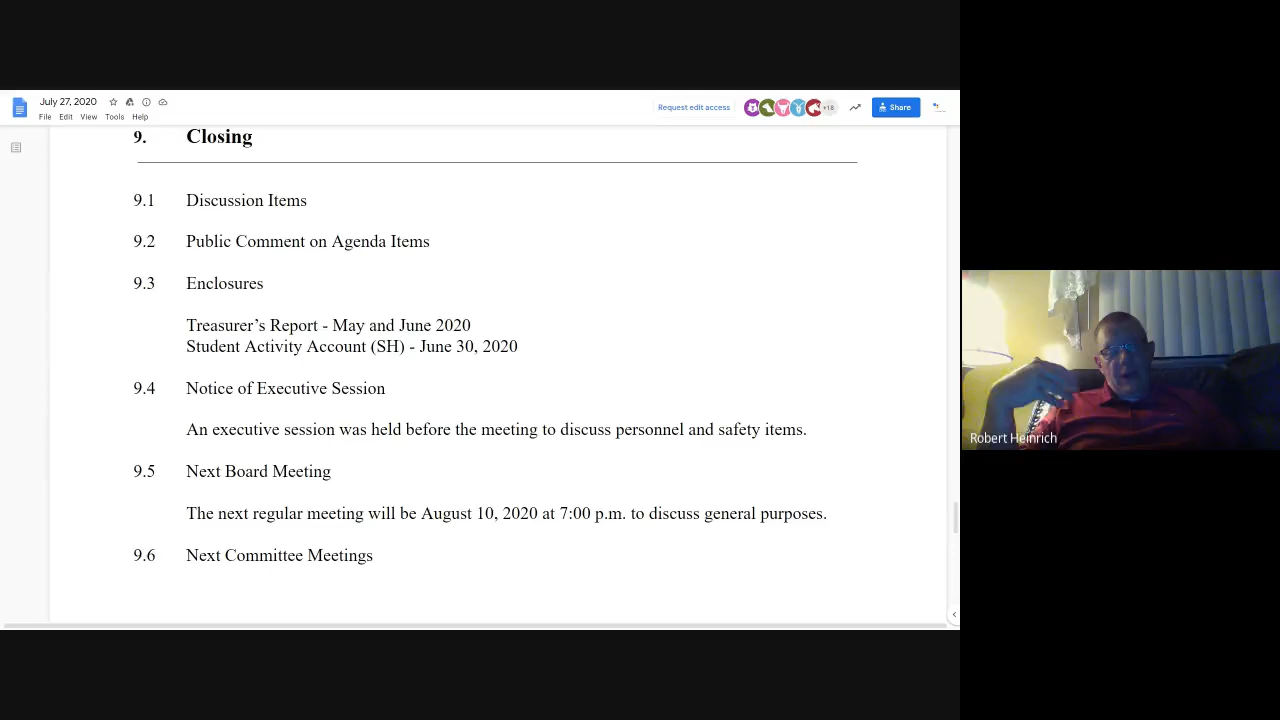 July 27, 2020
File Edit View Tools Help
Request edit access
+18
Share
9. Closing
9.1 Discussion Items
9.2 Public Comment on Agenda Items
9.3 Enclosures
Treasurer’s Report - May and June 2020
Student Activity Account (SH) - June 30, 2020
9.4 Notice of Executive Session
An executive session was held before the meeting to discuss personnel and safety items.
9.5 Next Board Meeting
The next regular meeting will be August 10, 2020 at 7:00 p.m. to discuss general purposes.
9.6 Next Committee Meetings
Robert Heinrich